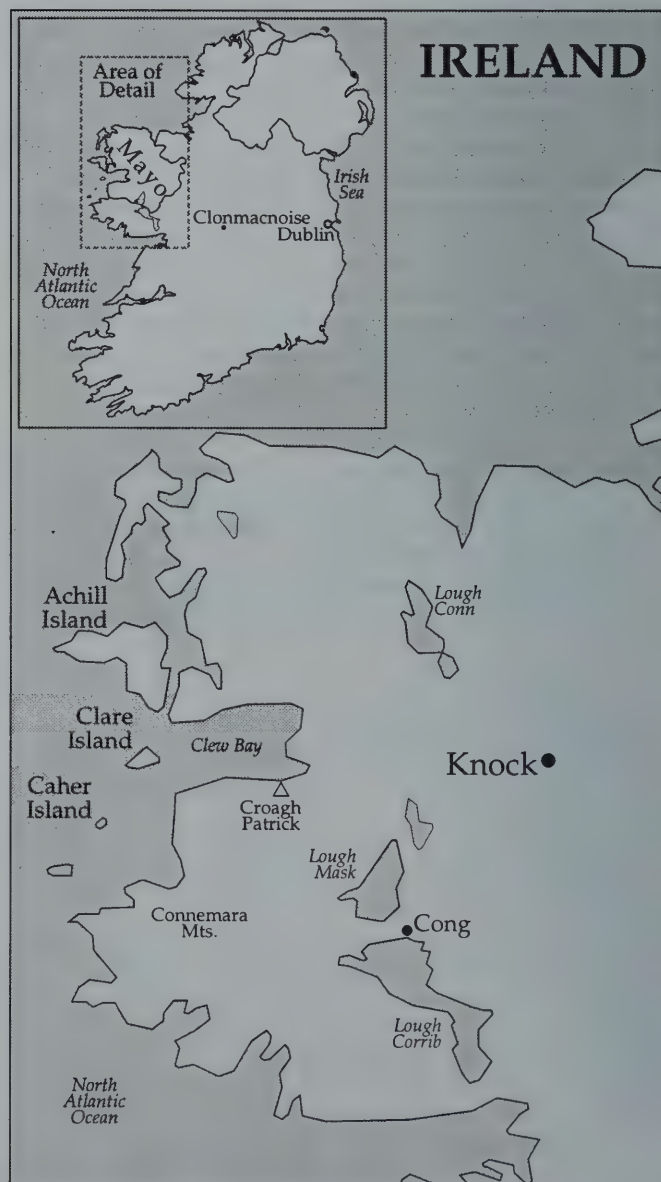 IRELAND
Area of
Detail
Mayo
Irish
Sea
Clonmacnoise
Dublin
North
Atlantic
Ocean
Achill
Island
Lough
Conn
Clare
Island
Clew Bay
Knock
Caher
Island
Croagh
Patrick
Lough
Mask
Connemara
Mts.
Cong
Lough
Corrib
North
Atlantic
Ocean